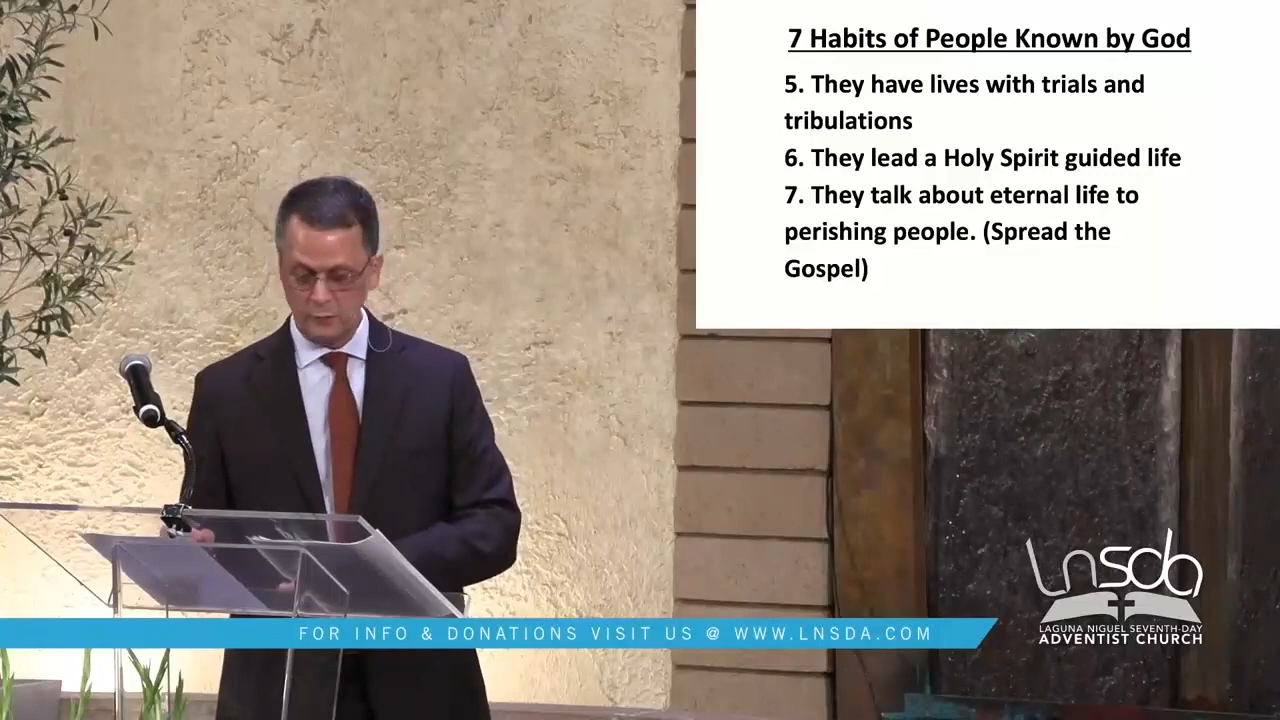 7 Habits of People Known by God
5. They have lives with trials and
tribulations
6. They lead a Holy Spirit guided life
7. They talk about eternal life to
perishing people. (Spread the
Gospel)
lnsda
LAGUNA NIGUEL SEVENTH-DAY
ADVENTIST CHURCH
FOR INFO & DONATIONS VISIT US @ WWW.LNSDA.COM